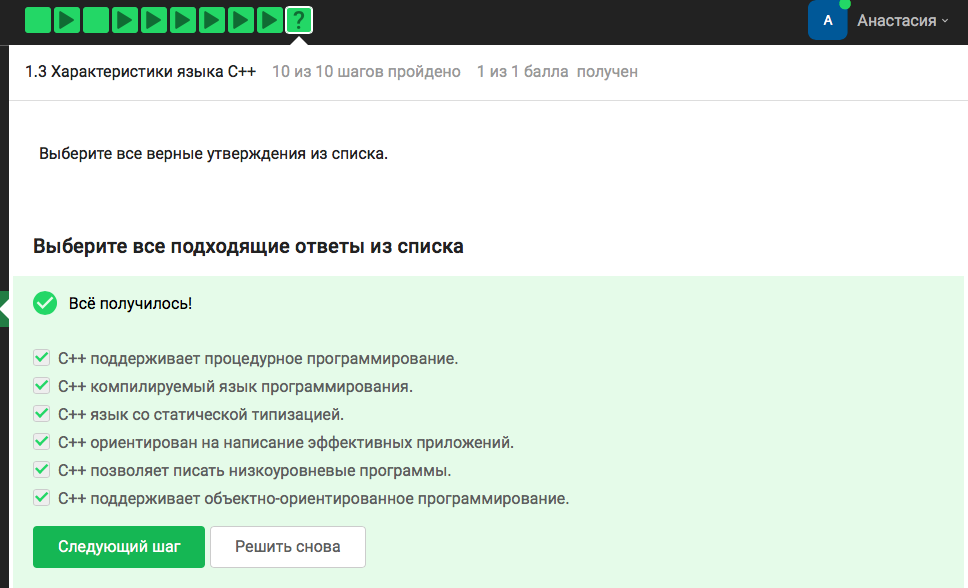 ?
А
Анастасия
1.3 Характеристики языка C++ 10 из 10 шагов пройдено 1 из 1 балла получен
Выберите все верные утверждения из списка.
Выберите все подходящие ответы из списка
Всё получилось!
C++ поддерживает процедурное программирование.
C++ компилируемый язык программирования.
C++ язык со статической типизацией.
C++ ориентирован на написание эффективных приложений.
C++ позволяет писать низкоуровневые программы.
C++ поддерживает объектно-ориентированное программирование.
Следующий шаг Решить снова